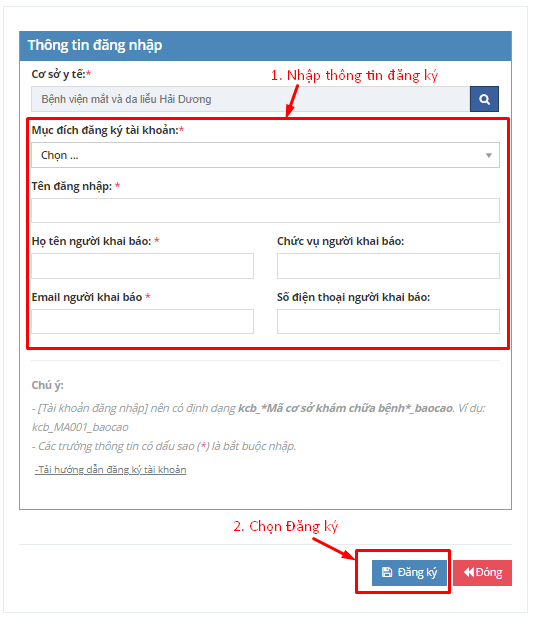 Thông tin đăng nhập
Cơ sở y tế:*
1. Nhập thông tin đăng ký
Bệnh viện mắt và da liễu Hải Dương
Mục đích đăng ký tài khoản:*
Chọn ...
Tên đăng nhập: *
Họ tên người khai báo: *
Chức vụ người khai báo:
Email người khai báo *
Số điện thoại người khai báo:
Chú ý:
- [Tài khoản đăng nhập] nên có định dạng kcb_*Mã cơ sở khám chữa bệnh*_baocao. Ví dụ:
kcb_MA001_baocao
- Các trường thông tin có dấu sao (*) là bắt buộc nhập.
-Tải hướng dẫn đăng ký tài khoản
2. Chọn Đăng ký
Đăng ký
Đóng